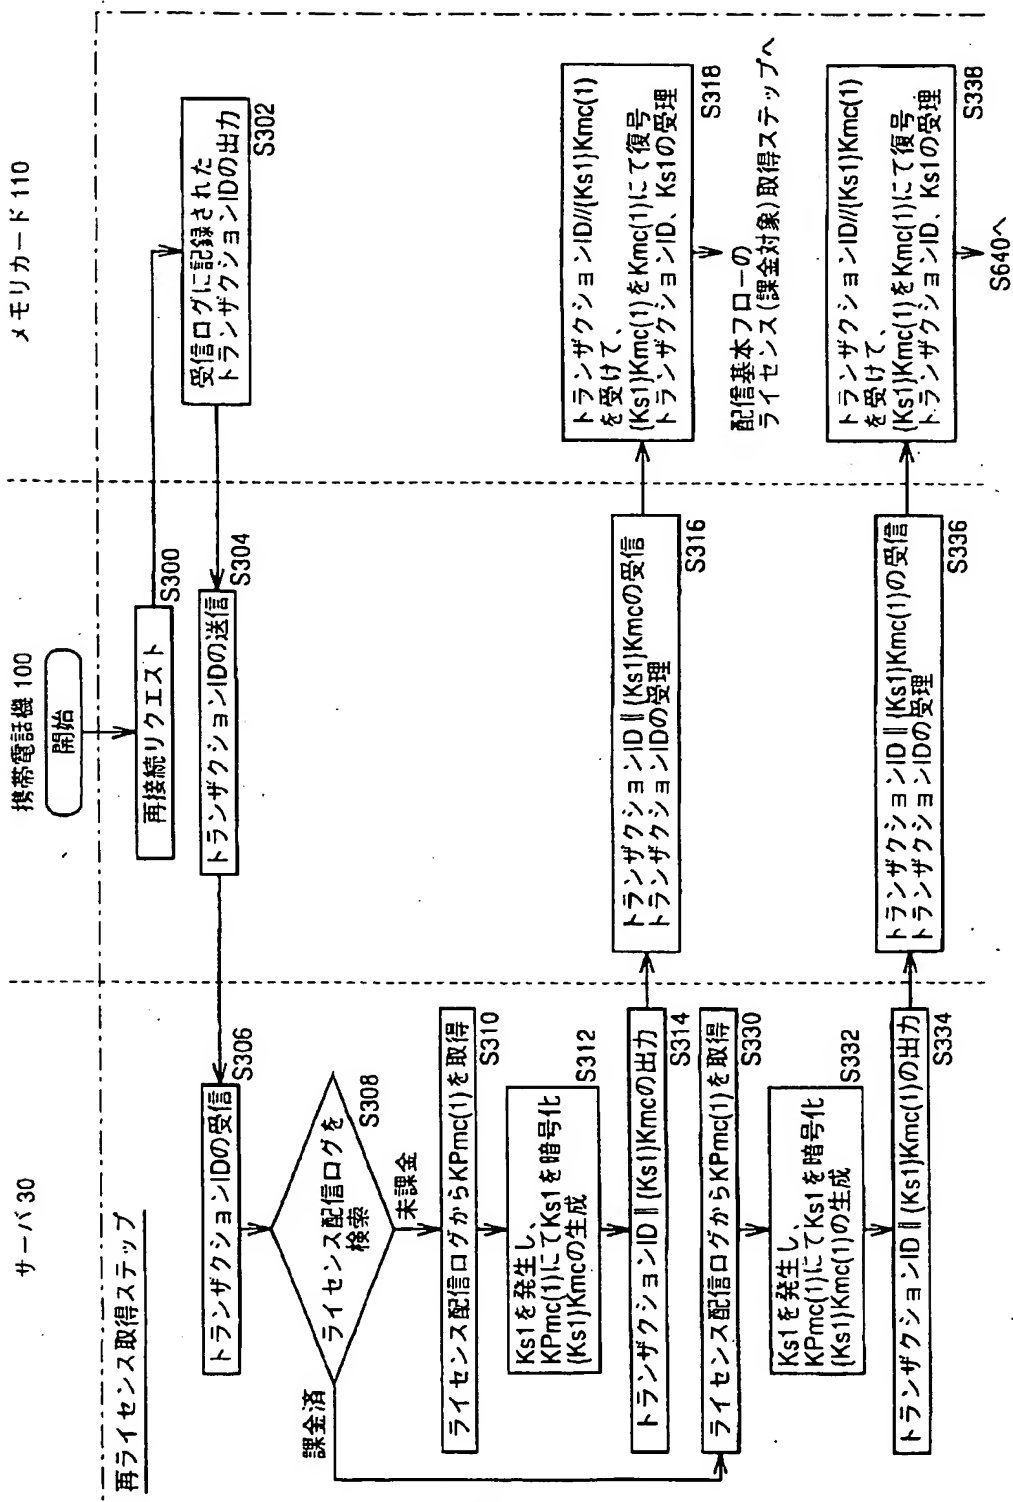 再ライセンス取得ステップ
サーバ30
携帯電話機 100
メモリカード 110
開始
再接続リクエスト
S300
受信ログに記録された
トランザクションIDの出力
S302
トランザクションIDの送信
S304
トランザクションIDの受信
S306
ライセンス配信ログを
検索
S308
課金済
未課金
ライセンス配信ログからKPmc(1)を取得
S310
Ks1を発生し、
KPmc(1)にてKs1を暗号化
{Ks1}Kmcの生成
S312
トランザクションID ∥ {Ks1}Kmcの出力
S314
トランザクションID ∥ {Ks1}Kmcの受信
トランザクションIDの受理
S316
トランザクションID//{Ks1}Kmc(1)
を受けて、
{Ks1}Kmc(1)をKmc(1)にて復号
トランザクションID、Ks1の受理
S318
配信基本フローの
ライセンス(課金対象)取得ステップへ
ライセンス配信ログからKPmc(1)を取得
S330
Ks1を発生し、
KPmc(1)にてKs1を暗号化
{Ks1}Kmc(1)の生成
S332
トランザクションID ∥ {Ks1}Kmc(1)の出力
S334
トランザクションID ∥ {Ks1}Kmc(1)の受信
トランザクションIDの受理
S336
トランザクションID//{Ks1}Kmc(1)
を受けて、
{Ks1}Kmc(1)をKmc(1)にて復号
トランザクションID、Ks1の受理
S338
S640へ